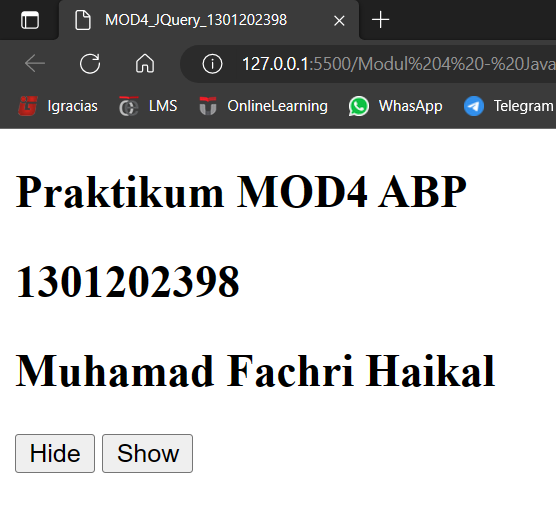 MOD4_JQuery_1301202398
127.0.0.1:5500/Modul%204%20-%20Java
Igracias LMS OnlineLearning WhasApp Telegram
Praktikum MOD4 ABP
1301202398
Muhamad Fachri Haikal
Hide Show